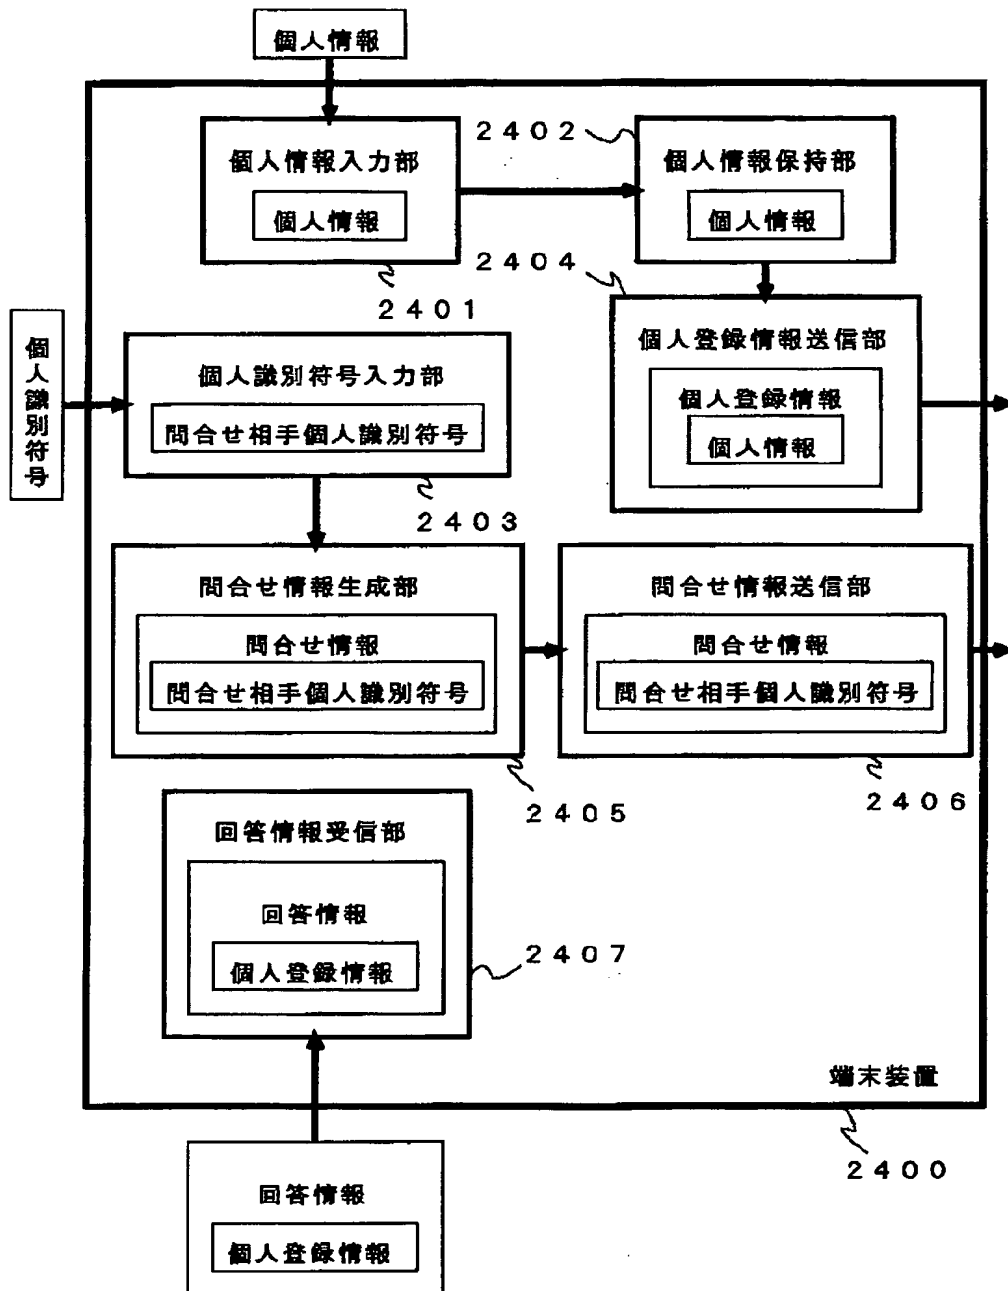 個人情報
2402
個人情報入力部
個人情報
個人情報保持部
個人情報
2404
2401
個人識別符号
個人識別符号入力部
問合せ相手個人識別符号
個人登録情報送信部
個人登録情報
個人情報
2403
問合せ情報生成部
問合せ情報
問合せ相手個人識別符号
問合せ情報送信部
問合せ情報
問合せ相手個人識別符号
2405
2406
回答情報受信部
回答情報
個人登録情報
2407
端末装置
2400
回答情報
個人登録情報